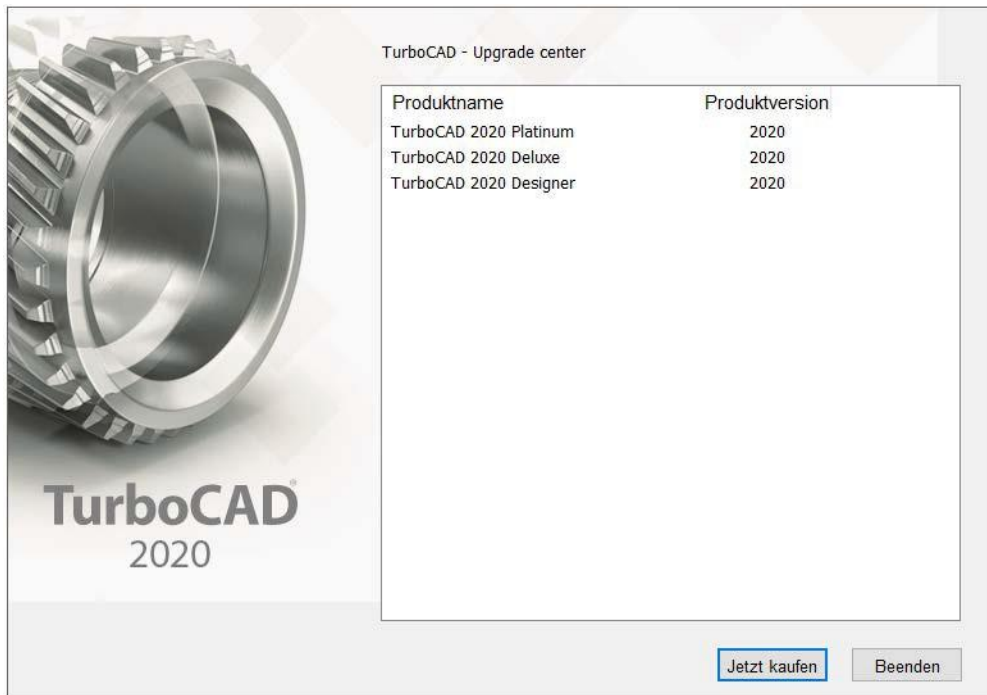 TurboCAD - Upgrade center
Produktname Produktversion
TurboCAD 2020 Platinum 2020
TurboCAD 2020 Deluxe 2020
TurboCAD 2020 Designer 2020
TurboCAD®
2020
Jetzt kaufen Beenden